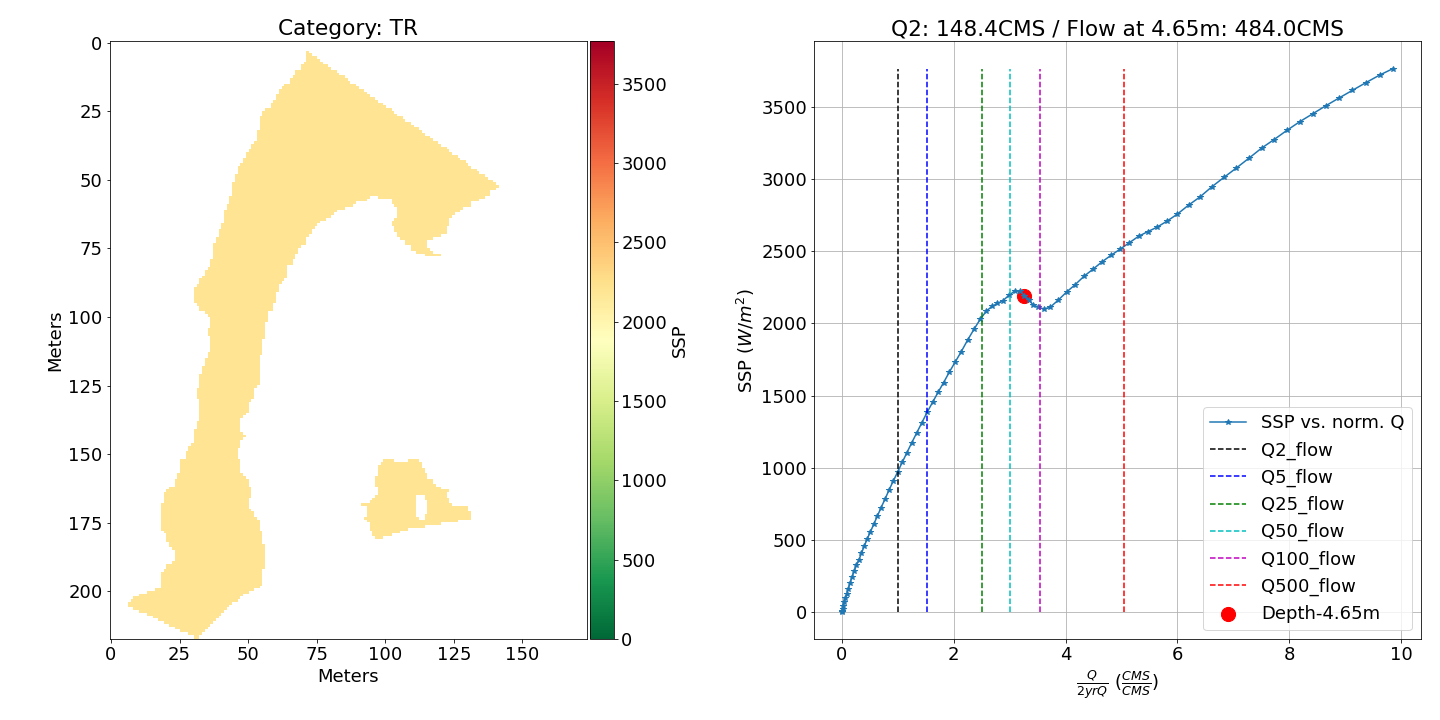 Category: TR
0
25
50
75
100
125
150
175
200
Meters
0
25
50
75
100
125
150
Meters
3500
3000
2500
2000
1500
1000
500
0
SSP
Q2: 148.4CMS / Flow at 4.65m: 484.0CMS
3500
3000
2500
2000
1500
1000
500
0
SSP (W/m²)
0
2
4
6
8
10
Q/2yrQ (CMS/CMS)
SSP vs. norm. Q
Q2_flow
Q5_flow
Q25_flow
Q50_flow
Q100_flow
Q500_flow
Depth-4.65m